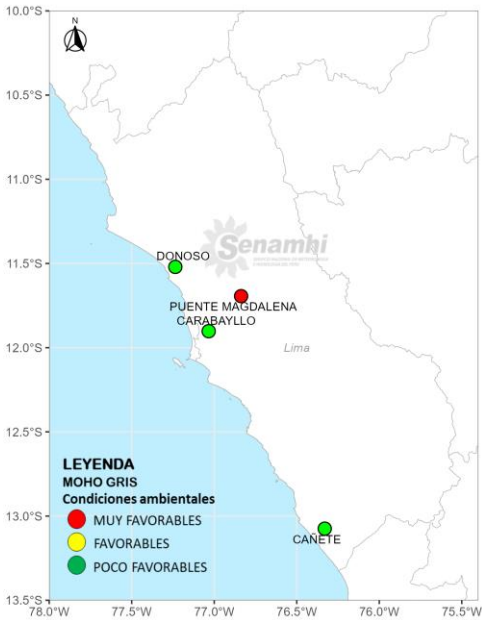 10.0°S
N
10.5°S
11.0°S
Senamhi
DONOSO
11.5°S
PUENTE MAGDALENA
CARABAYLLO
12.0°S
Lima
12.5°S
LEYENDA
MOHO GRIS
Condiciones ambientales
MUY FAVORABLES
FAVORABLES
POCO FAVORABLES
13.0°S
CAÑETE
13.5°S
78.0°W 77.5°W 77.0°W 76.5°W 76.0°W 75.5°W